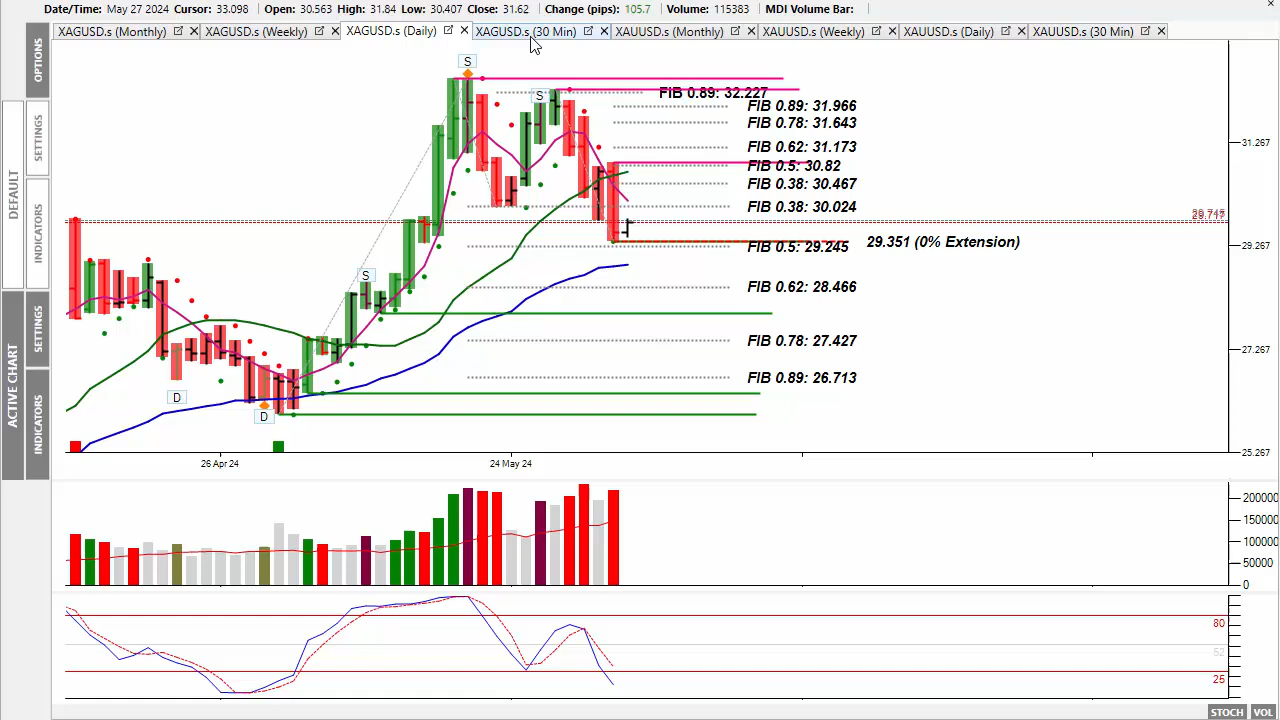 Date/Time: May 27 2024 Cursor: 33.098 Open: 30.563 High: 31.84 Low: 30.407 Close: 31.62 Change (pips): 105.7 Volume: 115383 MDI Volume Bar:
XAGUSD.s (Monthly) XAGUSD.s (Weekly) XAGUSD.s (Daily) XAGUSD.s (30 Min) XAUUSD.s (Monthly) XAUUSD.s (Weekly) XAUUSD.s (Daily) XAUUSD.s (30 Min)
OPTIONS
DEFAULT
SETTINGS
INDICATORS
ACTIVE CHART
SETTINGS
INDICATORS
S
S
S
D
D
FIB 0.89: 32.227
FIB 0.89: 31.966
FIB 0.78: 31.643
FIB 0.62: 31.173
FIB 0.5: 30.82
FIB 0.38: 30.467
FIB 0.38: 30.024
29.351 (0% Extension)
FIB 0.5: 29.245
FIB 0.62: 28.466
FIB 0.78: 27.427
FIB 0.89: 26.713
31.267
29.267
27.267
25.267
26 Apr 24 24 May 24
200000
150000
100000
50000
0
80
52
25
STOCH VOL